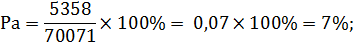 Pa = 5358/70071 × 100% = 0,07 × 100% = 7%;